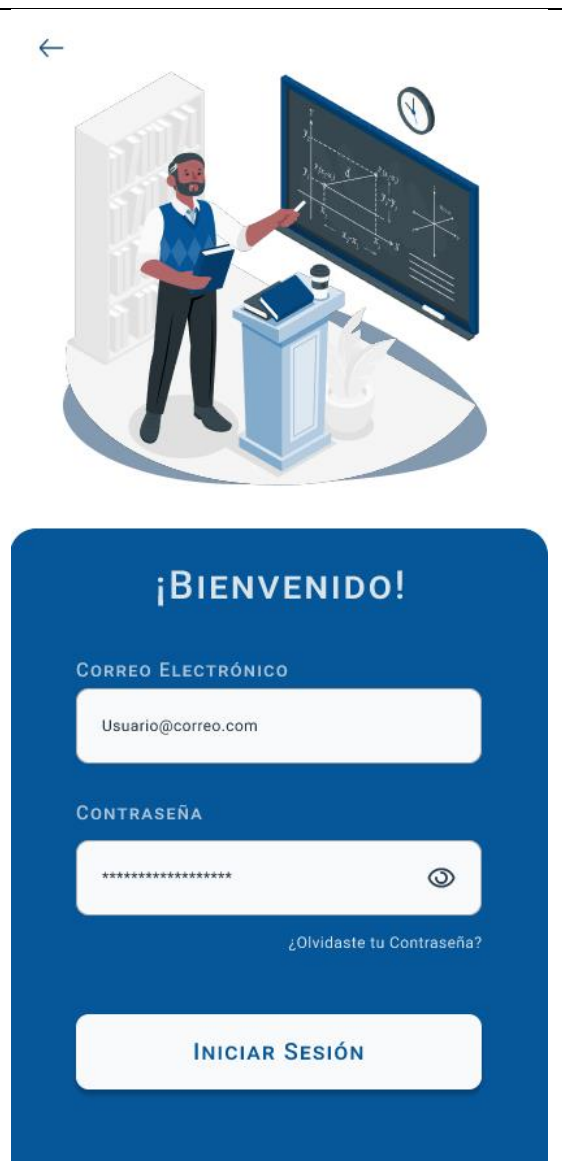 ¡BIENVENIDO!
CORREO ELECTRÓNICO
Usuario@correo.com
CONTRASEÑA
******************
¿Olvidaste tu Contraseña?
INICIAR SESIÓN